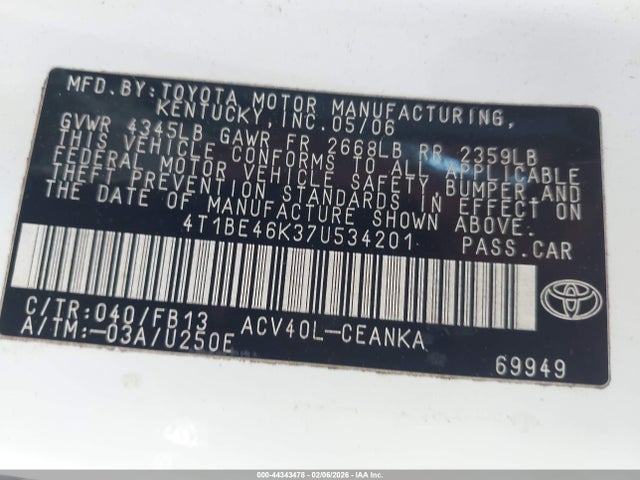 MFD.BY:TOYOTA MOTOR MANUFACTURING,
KENTUCKY, INC.05/06
GVWR 4345LB GAWR FR 2668LB RR 2359LB
THIS VEHICLE CONFORMS TO ALL APPLICABLE
FEDERAL MOTOR VEHICLE SAFETY, BUMPER AND
THEFT PREVENTION STANDARDS IN EFFECT ON
THE DATE OF MANUFACTURE SHOWN ABOVE.
4T1BE46K37U534201 PASS.CAR
C/TR:040/FB13 ACV40L-CEANKA
A/TM:-03A/U250E
69949
000-44343478 - 02/06/2026 - IAA Inc.